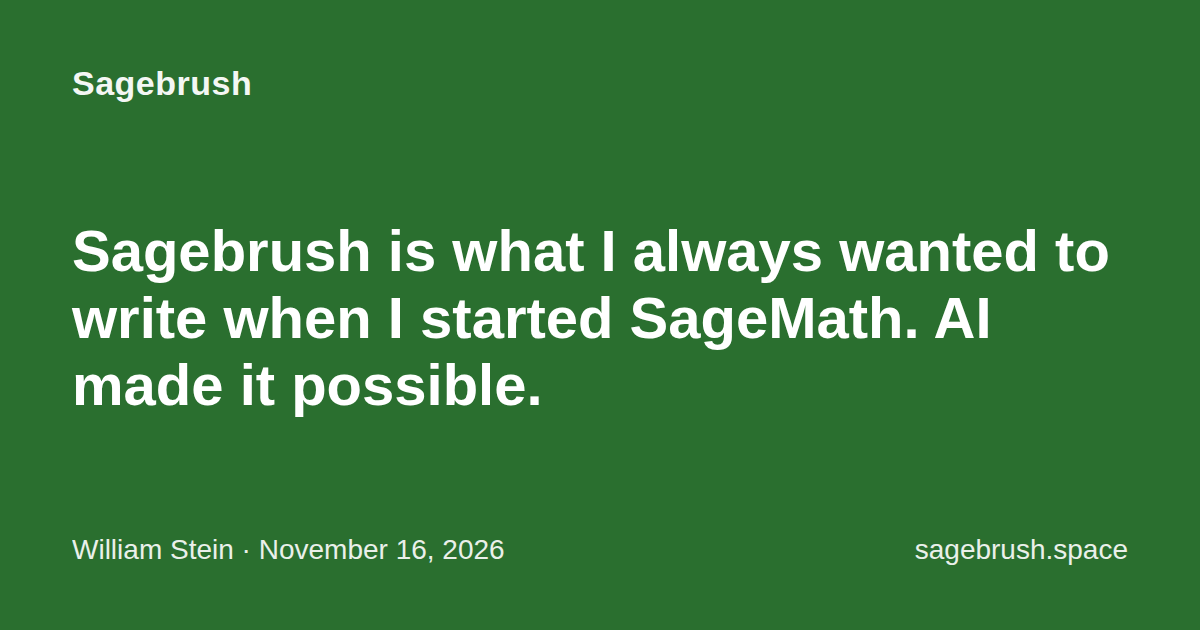 Sagebrush
Sagebrush is what I always wanted to
write when I started SageMath. AI
made it possible.
William Stein · November 16, 2026
sagebrush.space